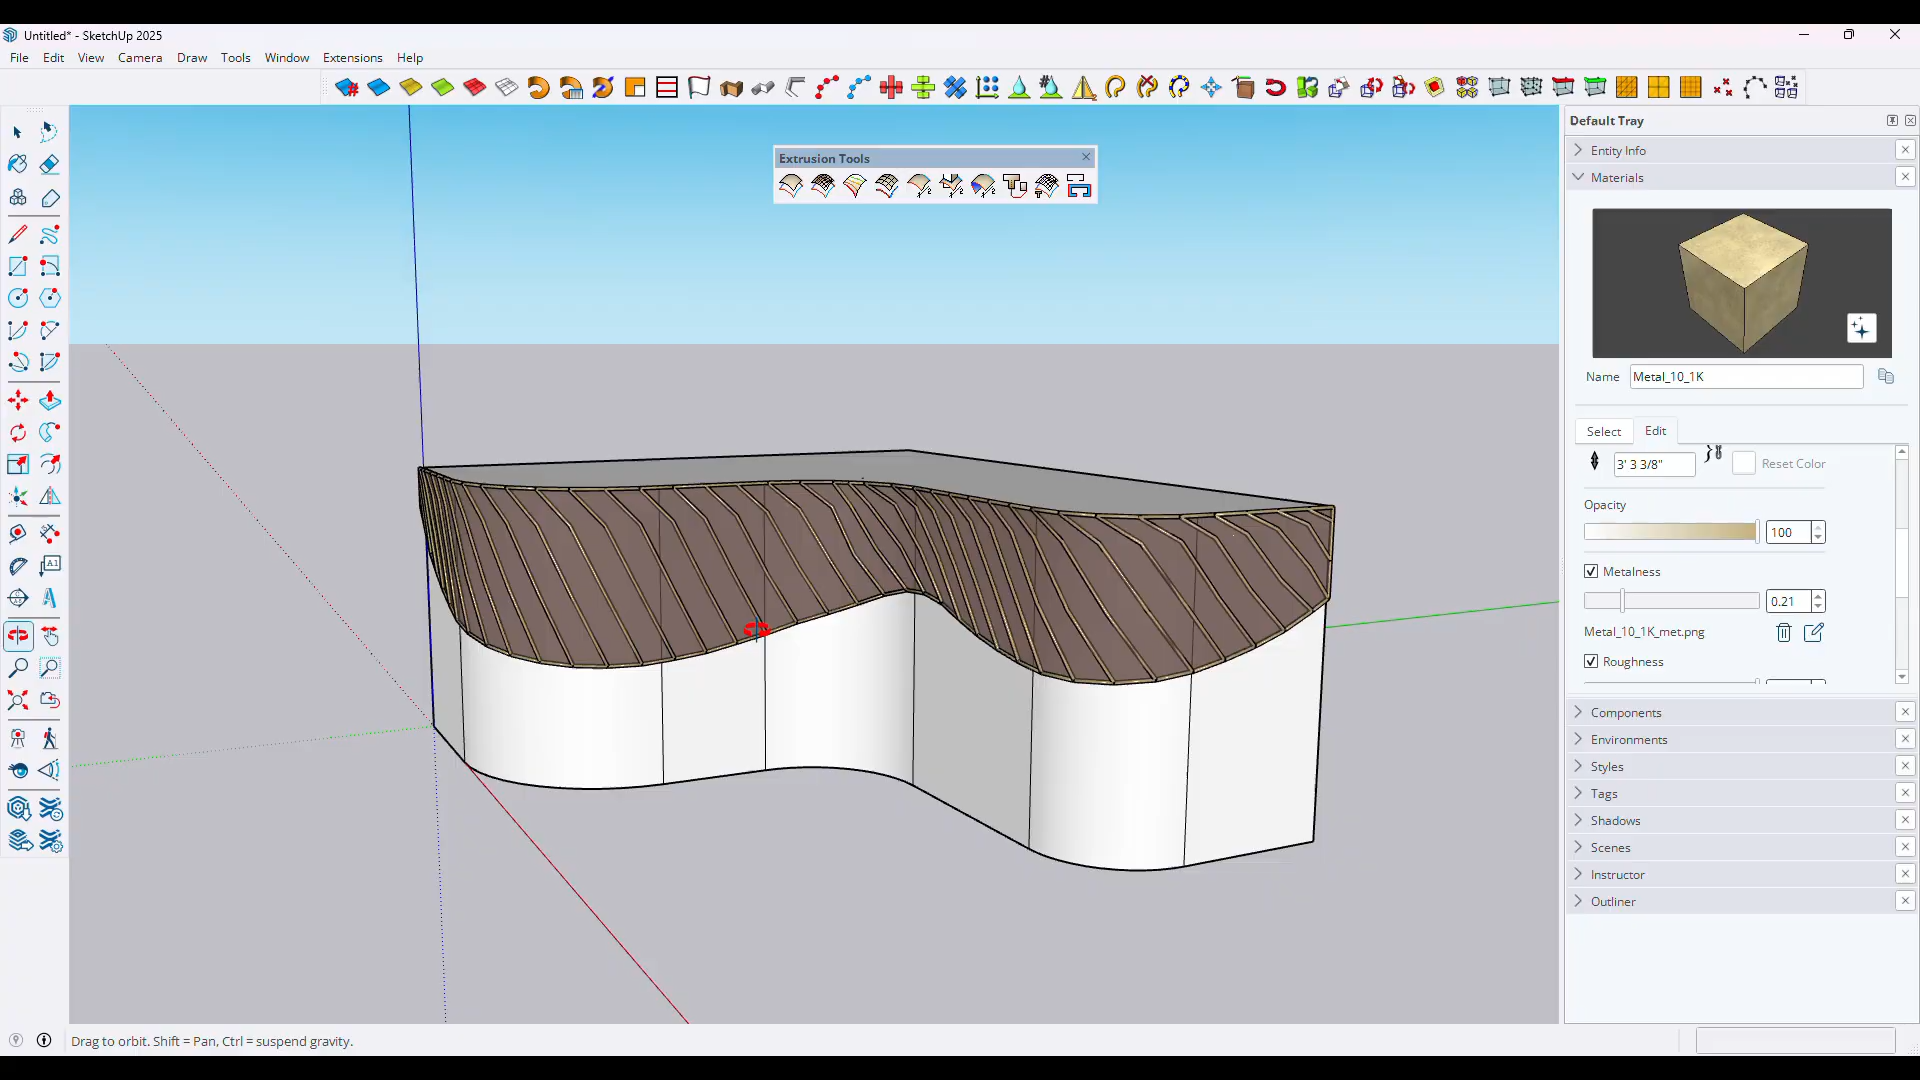 Untitled* - SketchUp 2025
File Edit View Camera Draw Tools Window Extensions Help
Extrusion Tools
Default Tray
Entity Info
Materials
Name Metal_10_1K
Select Edit
3' 3 3/8" Reset Color
Opacity
100
Metalness
0.21
Metal_10_1K_met.png
Roughness
Components
Environments
Styles
Tags
Shadows
Scenes
Instructor
Outliner
Drag to orbit. Shift = Pan, Ctrl = suspend gravity.